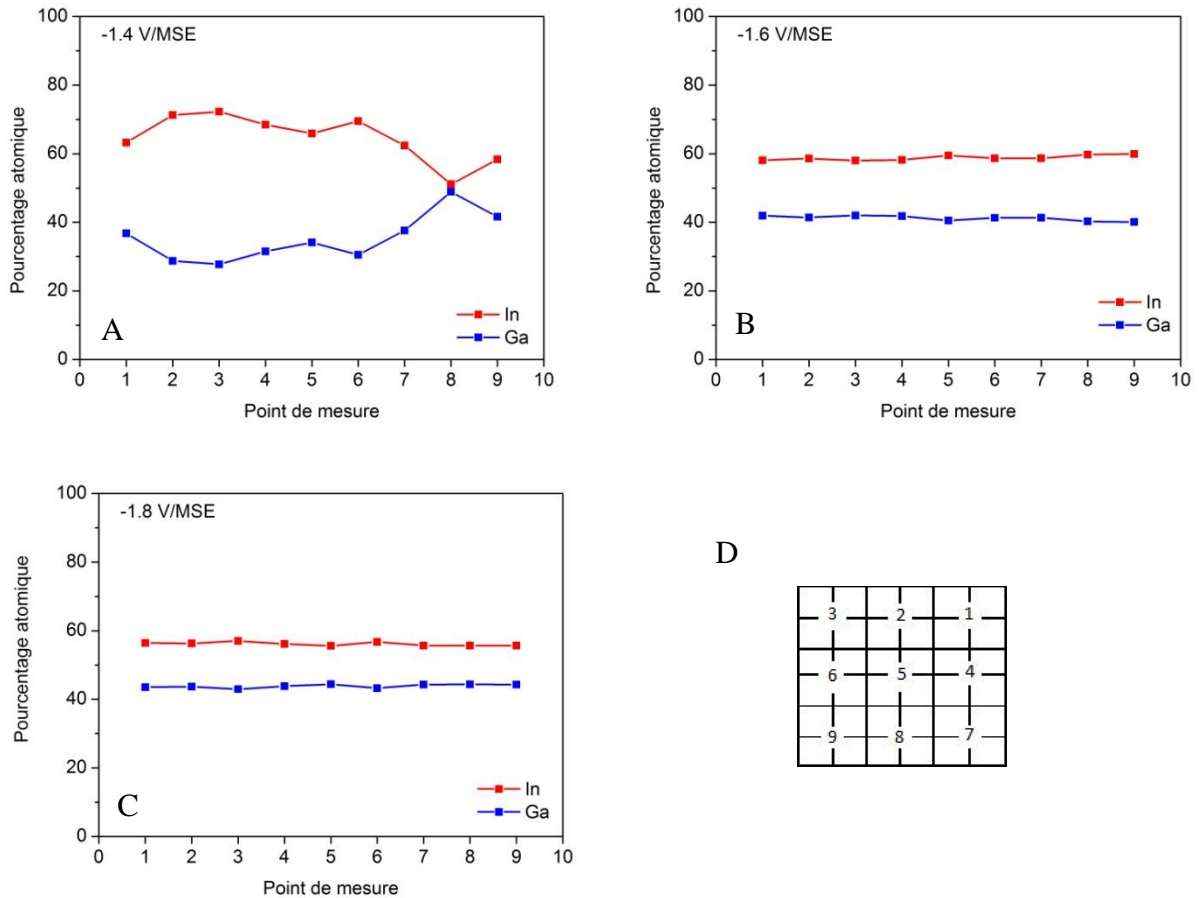 -1.4 V/MSE
Pourcentage atomique
100
80
60
40
20
0
In
Ga
A
0 1 2 3 4 5 6 7 8 9 10
Point de mesure
-1.6 V/MSE
Pourcentage atomique
100
80
60
40
20
0
In
Ga
B
0 1 2 3 4 5 6 7 8 9 10
Point de mesure
-1.8 V/MSE
Pourcentage atomique
100
80
60
40
20
0
In
Ga
C
0 1 2 3 4 5 6 7 8 9 10
Point de mesure
D
3 2 1
6 5 4
9 8 7